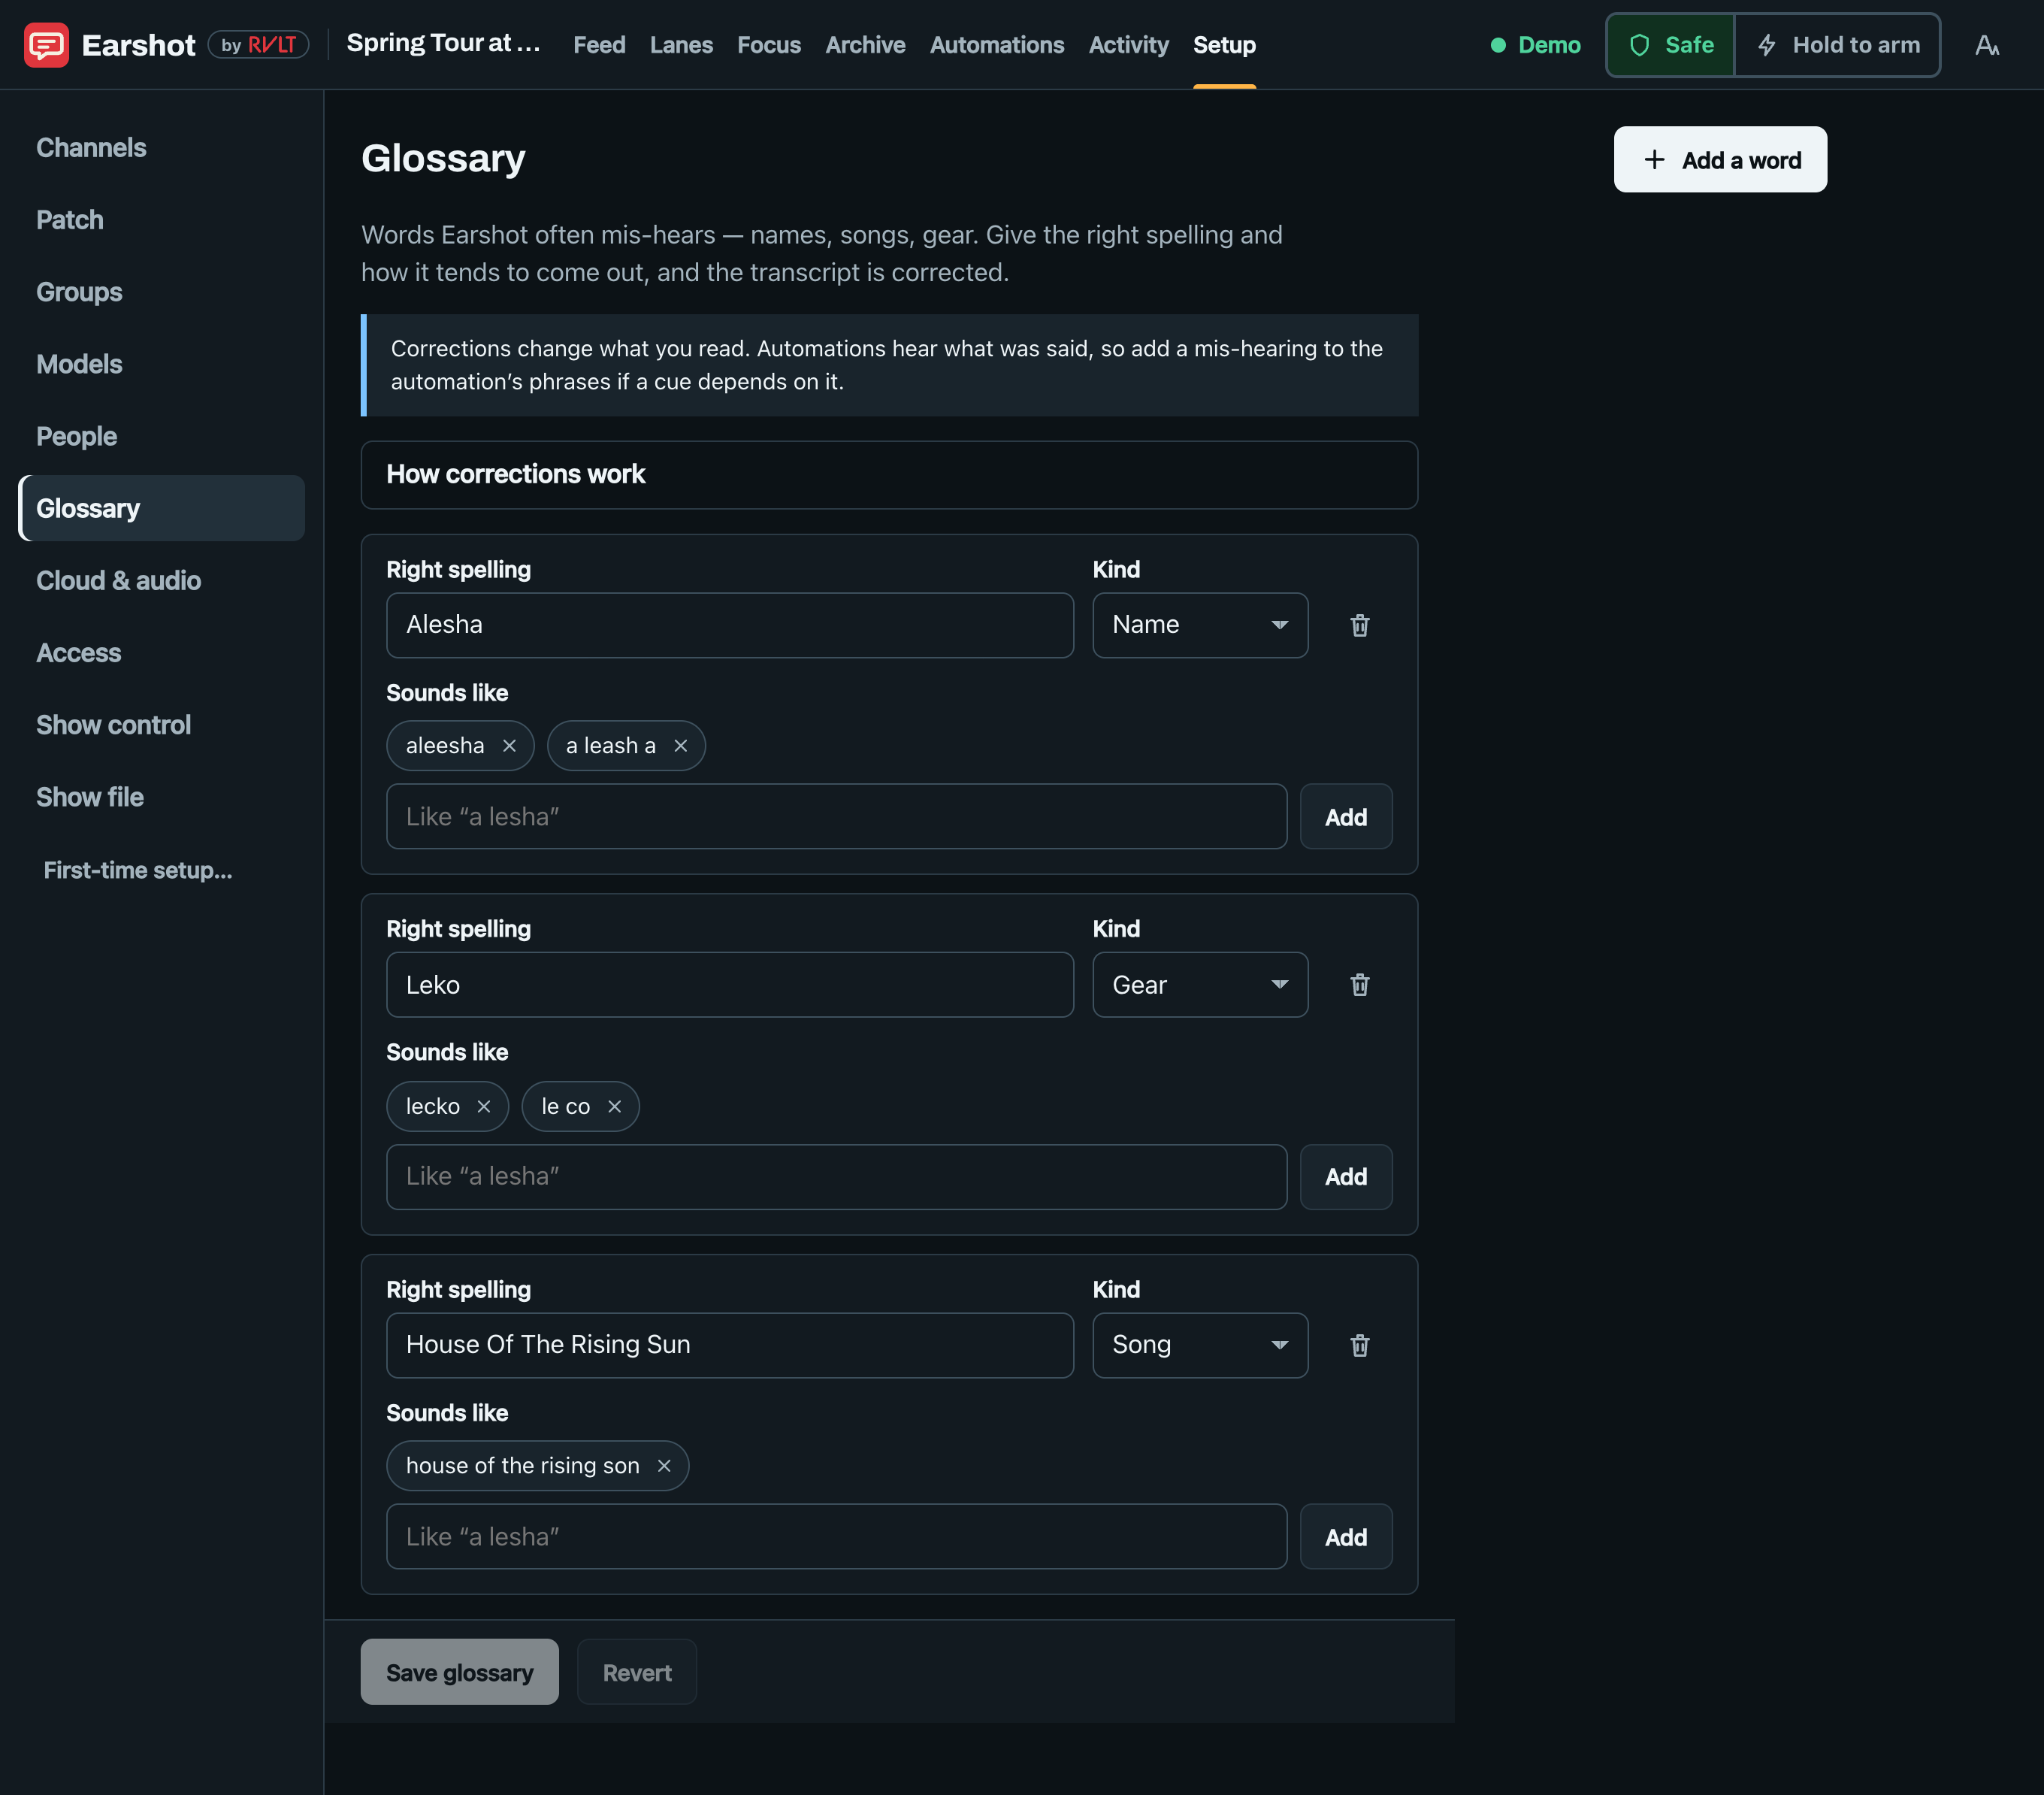 Earshot by RVLT Spring Tour at ... Feed Lanes Focus Archive Automations Activity Setup Demo Safe Hold to arm
Channels
Patch
Groups
Models
People
Glossary
Cloud & audio
Access
Show control
Show file
First-time setup...
Glossary
Add a word
Words Earshot often mis-hears — names, songs, gear. Give the right spelling and
how it tends to come out, and the transcript is corrected.
Corrections change what you read. Automations hear what was said, so add a mis-hearing to the
automation’s phrases if a cue depends on it.
How corrections work
Right spelling Kind
Alesha Name
Sounds like
aleesha a leash a
Like “a lesha” Add
Right spelling Kind
Leko Gear
Sounds like
lecko le co
Like “a lesha” Add
Right spelling Kind
House Of The Rising Sun Song
Sounds like
house of the rising son
Like “a lesha” Add
Save glossary Revert